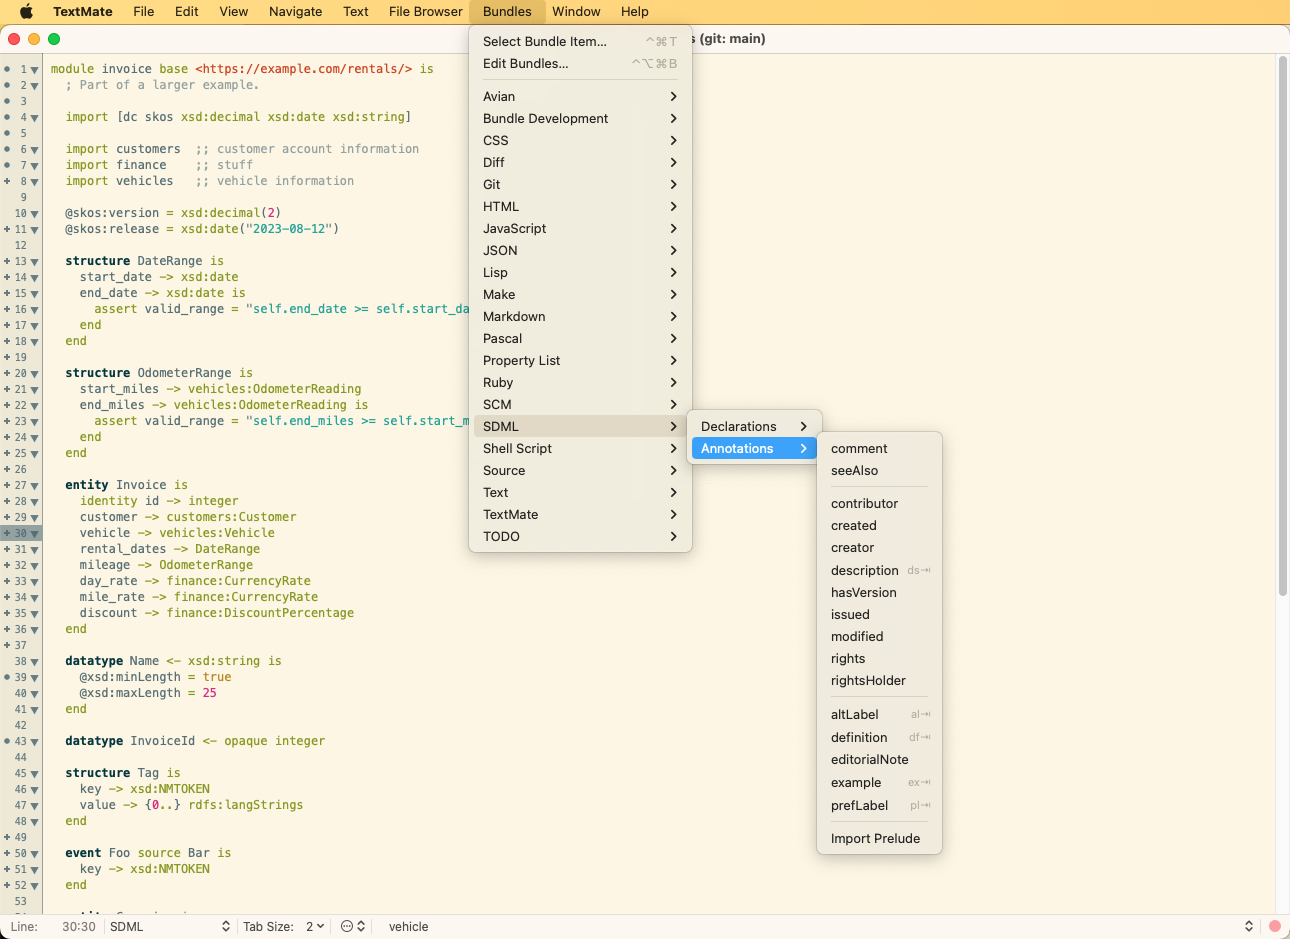 TextMate File Edit View Navigate Text File Browser Bundles Window Help
s (git: main)
1 module invoice base <https://example.com/rentals/> is
2 ; Part of a larger example.
3
4 import [dc skos xsd:decimal xsd:date xsd:string]
5
6 import customers ;; customer account information
7 import finance ;; stuff
8 import vehicles ;; vehicle information
9
10 @skos:version = xsd:decimal(2)
11 @skos:release = xsd:date("2023-08-12")
12
13 structure DateRange is
14 start_date -> xsd:date
15 end_date -> xsd:date is
16 assert valid_range = "self.end_date >= self.start_da
17 end
18 end
19
20 structure OdometerRange is
21 start_miles -> vehicles:OdometerReading
22 end_miles -> vehicles:OdometerReading is
23 assert valid_range = "self.end_miles >= self.start_m
24 end
25 end
26
27 entity Invoice is
28 identity id -> integer
29 customer -> customers:Customer
30 vehicle -> vehicles:Vehicle
31 rental_dates -> DateRange
32 mileage -> OdometerRange
33 day_rate -> finance:CurrencyRate
34 mile_rate -> finance:CurrencyRate
35 discount -> finance:DiscountPercentage
36 end
37
38 datatype Name <- xsd:string is
39 @xsd:minLength = true
40 @xsd:maxLength = 25
41 end
42
43 datatype InvoiceId <- opaque integer
44
45 structure Tag is
46 key -> xsd:NMTOKEN
47 value -> {0..} rdfs:langStrings
48 end
49
50 event Foo source Bar is
51 key -> xsd:NMTOKEN
52 end
53
Select Bundle Item... ^⌘T
Edit Bundles... ^⌥⌘B
Avian
Bundle Development
CSS
Diff
Git
HTML
JavaScript
JSON
Lisp
Make
Markdown
Pascal
Property List
Ruby
SCM
SDML
Shell Script
Source
Text
TextMate
TODO
Declarations
Annotations
comment
seeAlso
contributor
created
creator
description ds⇥
hasVersion
issued
modified
rights
rightsHolder
altLabel al⇥
definition df⇥
editorialNote
example ex⇥
prefLabel pl⇥
Import Prelude
Line: 30:30 SDML Tab Size: 2 vehicle